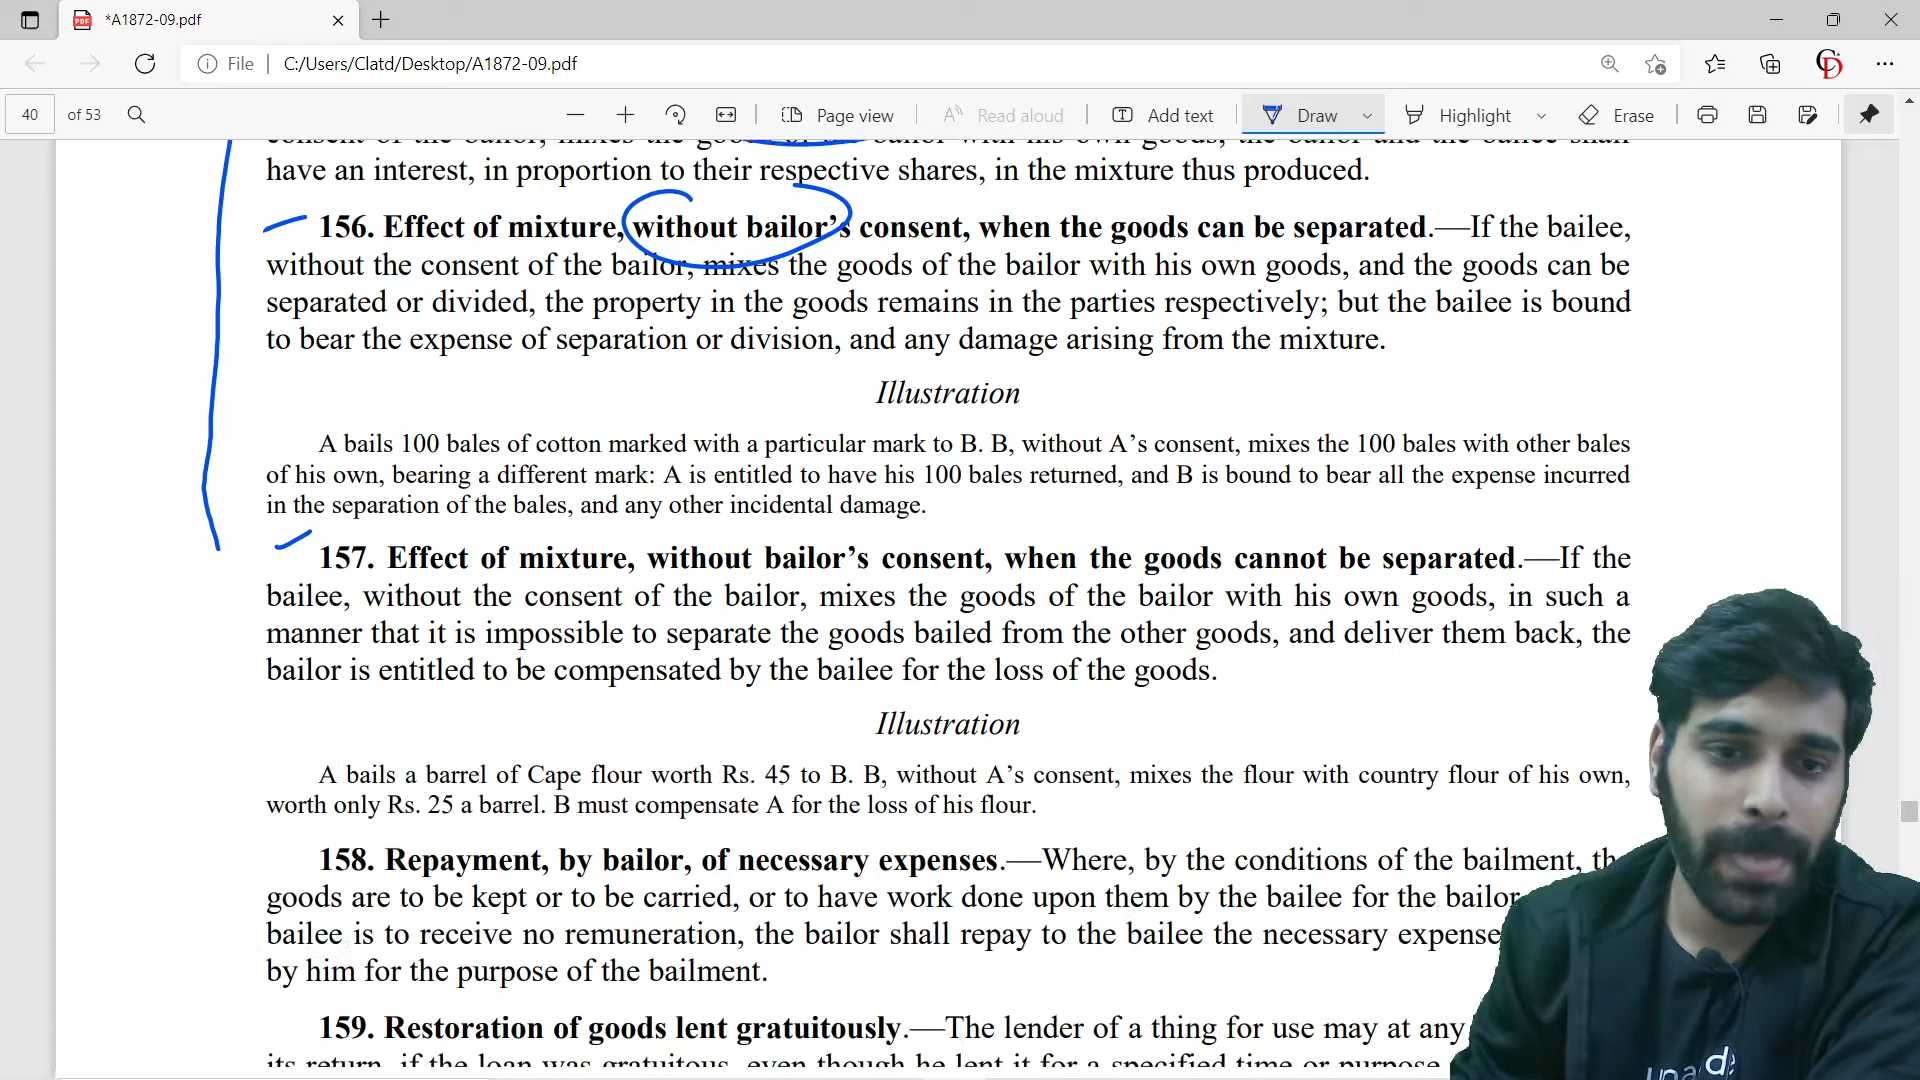 *A1872-09.pdf
File
C:/Users/Clatd/Desktop/A1872-09.pdf
CD
40 of 53
Page view
Read aloud
Add text
Draw
Highlight
Erase
have an interest, in proportion to their respective shares, in the mixture thus produced.
156. Effect of mixture, without bailor’s consent, when the goods can be separated.—If the bailee,
without the consent of the bailor, mixes the goods of the bailor with his own goods, and the goods can be
separated or divided, the property in the goods remains in the parties respectively; but the bailee is bound
to bear the expense of separation or division, and any damage arising from the mixture.
Illustration
A bails 100 bales of cotton marked with a particular mark to B. B, without A’s consent, mixes the 100 bales with other bales
of his own, bearing a different mark: A is entitled to have his 100 bales returned, and B is bound to bear all the expense incurred
in the separation of the bales, and any other incidental damage.
157. Effect of mixture, without bailor’s consent, when the goods cannot be separated.—If the
bailee, without the consent of the bailor, mixes the goods of the bailor with his own goods, in such a
manner that it is impossible to separate the goods bailed from the other goods, and deliver them back, the
bailor is entitled to be compensated by the bailee for the loss of the goods.
Illustration
A bails a barrel of Cape flour worth Rs. 45 to B. B, without A’s consent, mixes the flour with country flour of his own,
worth only Rs. 25 a barrel. B must compensate A for the loss of his flour.
158. Repayment, by bailor, of necessary expenses.—Where, by the conditions of the bailment,
goods are to be kept or to be carried, or to have work done upon them by the bailee for the bailor
bailee is to receive no remuneration, the bailor shall repay to the bailee the necessary
by him for the purpose of the bailment.
159. Restoration of goods lent gratuitously.—The lender of a thing for use may at any
its return, if the loan was gratuitous, even though he lent it for a specified time or purpose